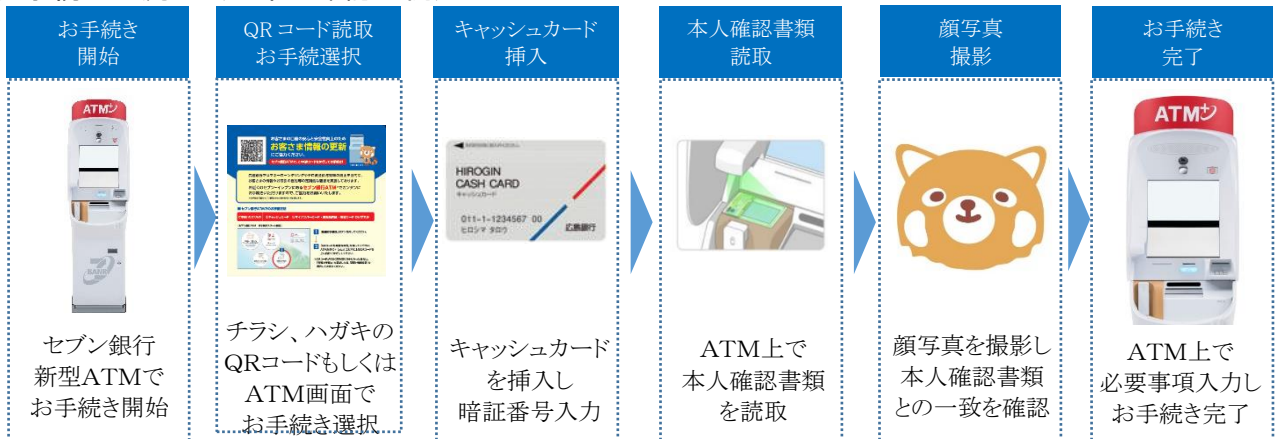 お手続き
開始
QRコード読取
お手続選択
キャッシュカード
挿入
本人確認書類
読取
顔写真
撮影
お手続き
完了
ATM+
お客さま情報の更新
HIROGIN
CASH CARD
キャッシュカード
011-1-1234567 00
ヒロシマ タロウ
広島銀行
ATM+
セブン銀行
新型ATMで
お手続き開始
チラシ、ハガキの
QRコードもしくは
ATM画面で
お手続き選択
キャッシュカード
を挿入し
暗証番号入力
ATM上で
本人確認書類
を読取
顔写真を撮影し
本人確認書類
との一致を確認
ATM上で
必要事項入力し
お手続き完了